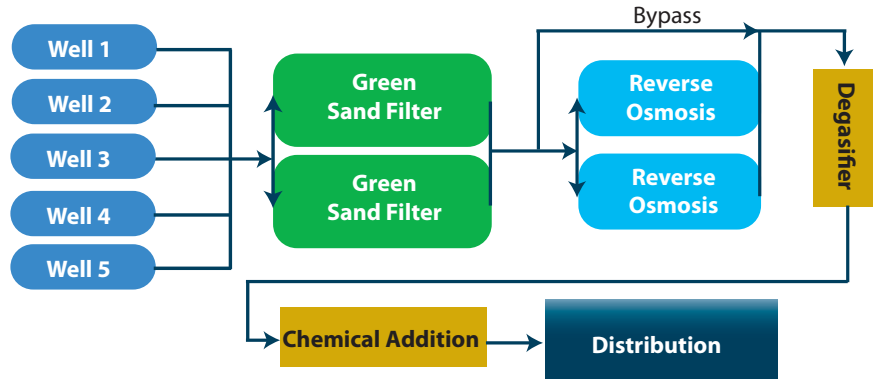 Bypass
Well 1
Well 2
Well 3
Well 4
Well 5
Green
Sand Filter
Green
Sand Filter
Reverse
Osmosis
Reverse
Osmosis
Degasifier
Chemical Addition
Distribution